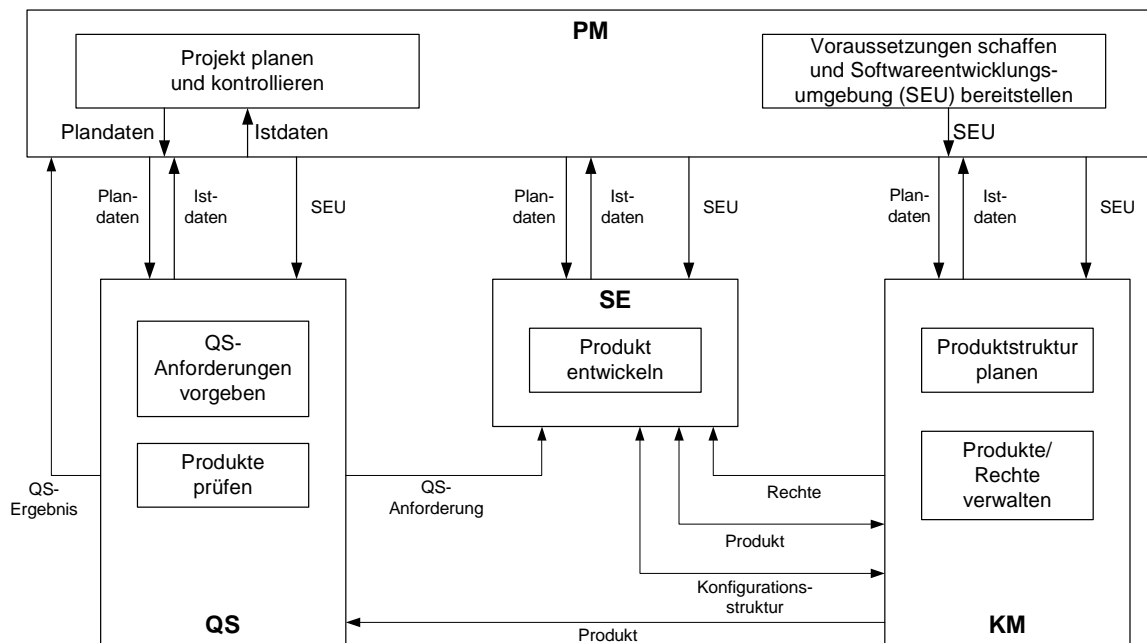 PM
Projekt planen
und kontrollieren
Voraussetzungen schaffen
und Softwareentwicklungs-
umgebung (SEU) bereitstellen
Plandaten
Istdaten
SEU
Plan-
daten
Ist-
daten
SEU
Plan-
daten
Ist-
daten
SEU
Plan-
daten
Ist-
daten
SEU
QS-
Anforderungen
vorgeben
Produkte
prüfen
QS
SE
Produkt
entwickeln
Produktstruktur
planen
Produkte/
Rechte
verwalten
KM
QS-
Ergebnis
QS-
Anforderung
Rechte
Produkt
Konfigurations-
struktur
Produkt